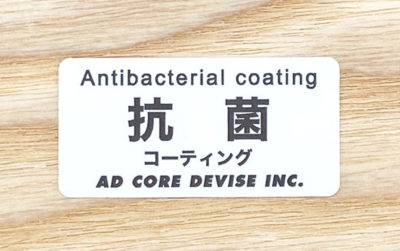 Antibacterial coating
抗 菌
コーティング
AD CORE DEVISE INC.